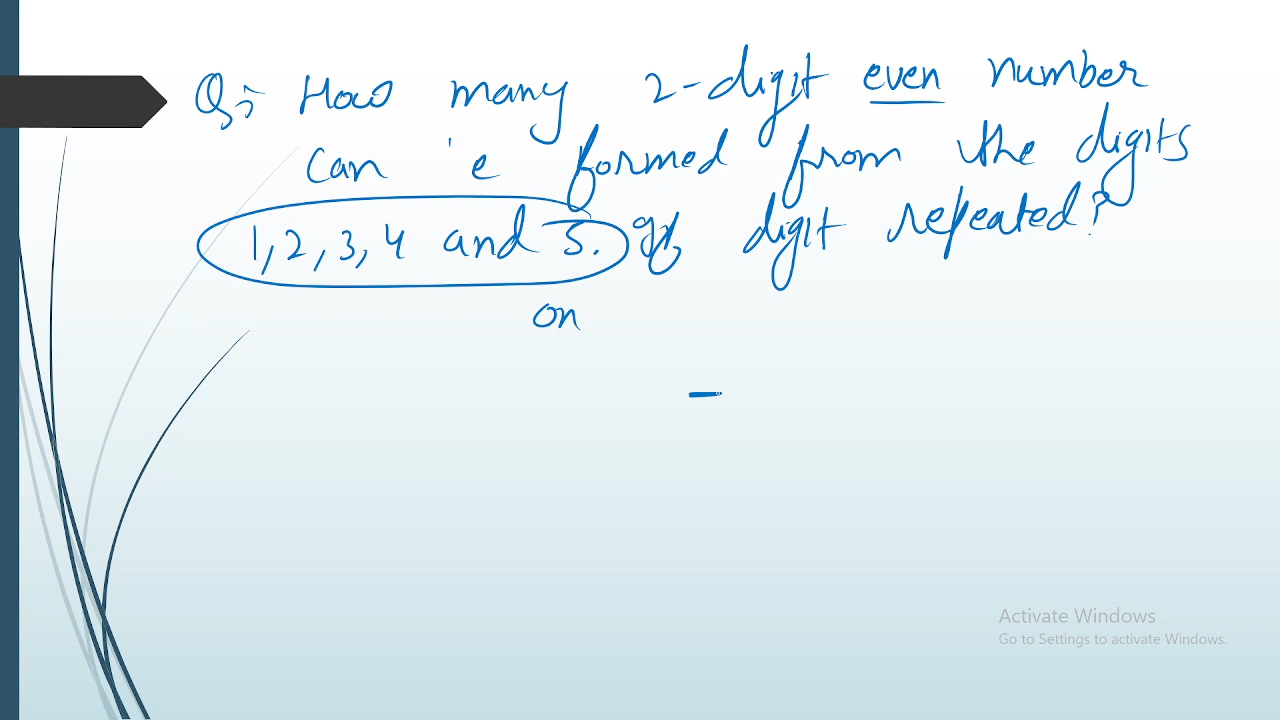 Q:- How many 2-digit even number
can e formed from the digits
1, 2, 3, 4 and 5. If digit repeated?
on
Activate Windows
Go to Settings to activate Windows.